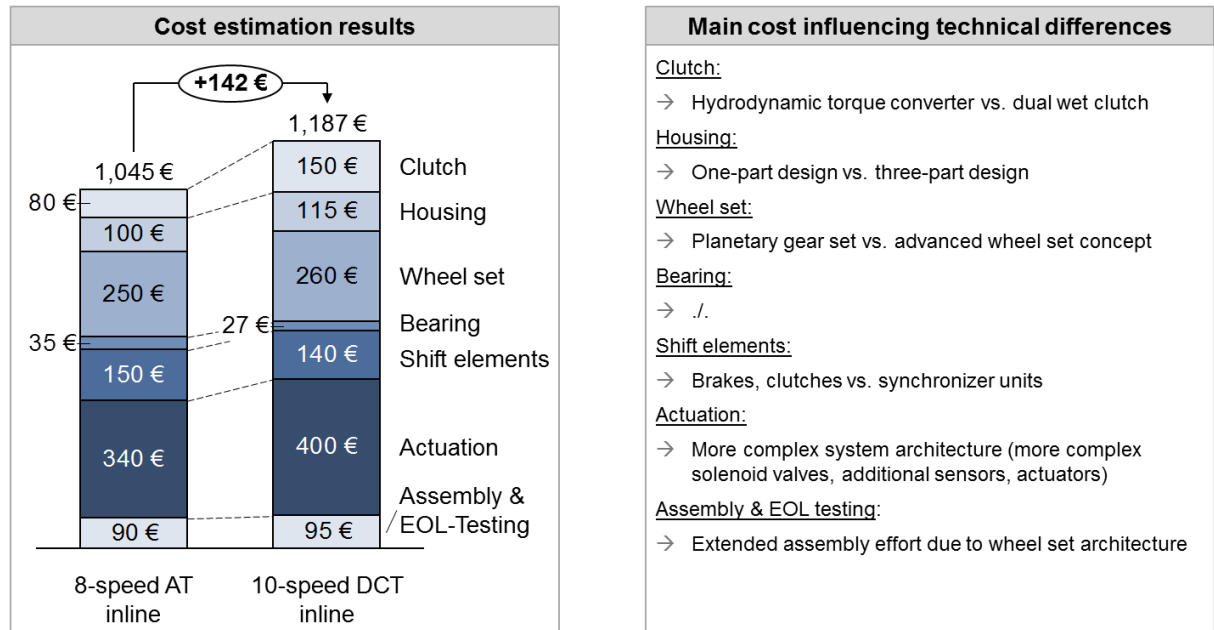 Cost estimation results
+142 €
1,187 €
1,045 €
80 €
100 €
250 €
35 €
150 €
340 €
90 €
150 €
115 €
260 €
27 €
140 €
400 €
95 €
Clutch
Housing
Wheel set
Bearing
Shift elements
Actuation
Assembly &
EOL-Testing
8-speed AT
inline
10-speed DCT
inline
Main cost influencing technical differences
Clutch:
→ Hydrodynamic torque converter vs. dual wet clutch
Housing:
→ One-part design vs. three-part design
Wheel set:
→ Planetary gear set vs. advanced wheel set concept
Bearing:
→ ./.
Shift elements:
→ Brakes, clutches vs. synchronizer units
Actuation:
→ More complex system architecture (more complex
solenoid valves, additional sensors, actuators)
Assembly & EOL testing:
→ Extended assembly effort due to wheel set architecture